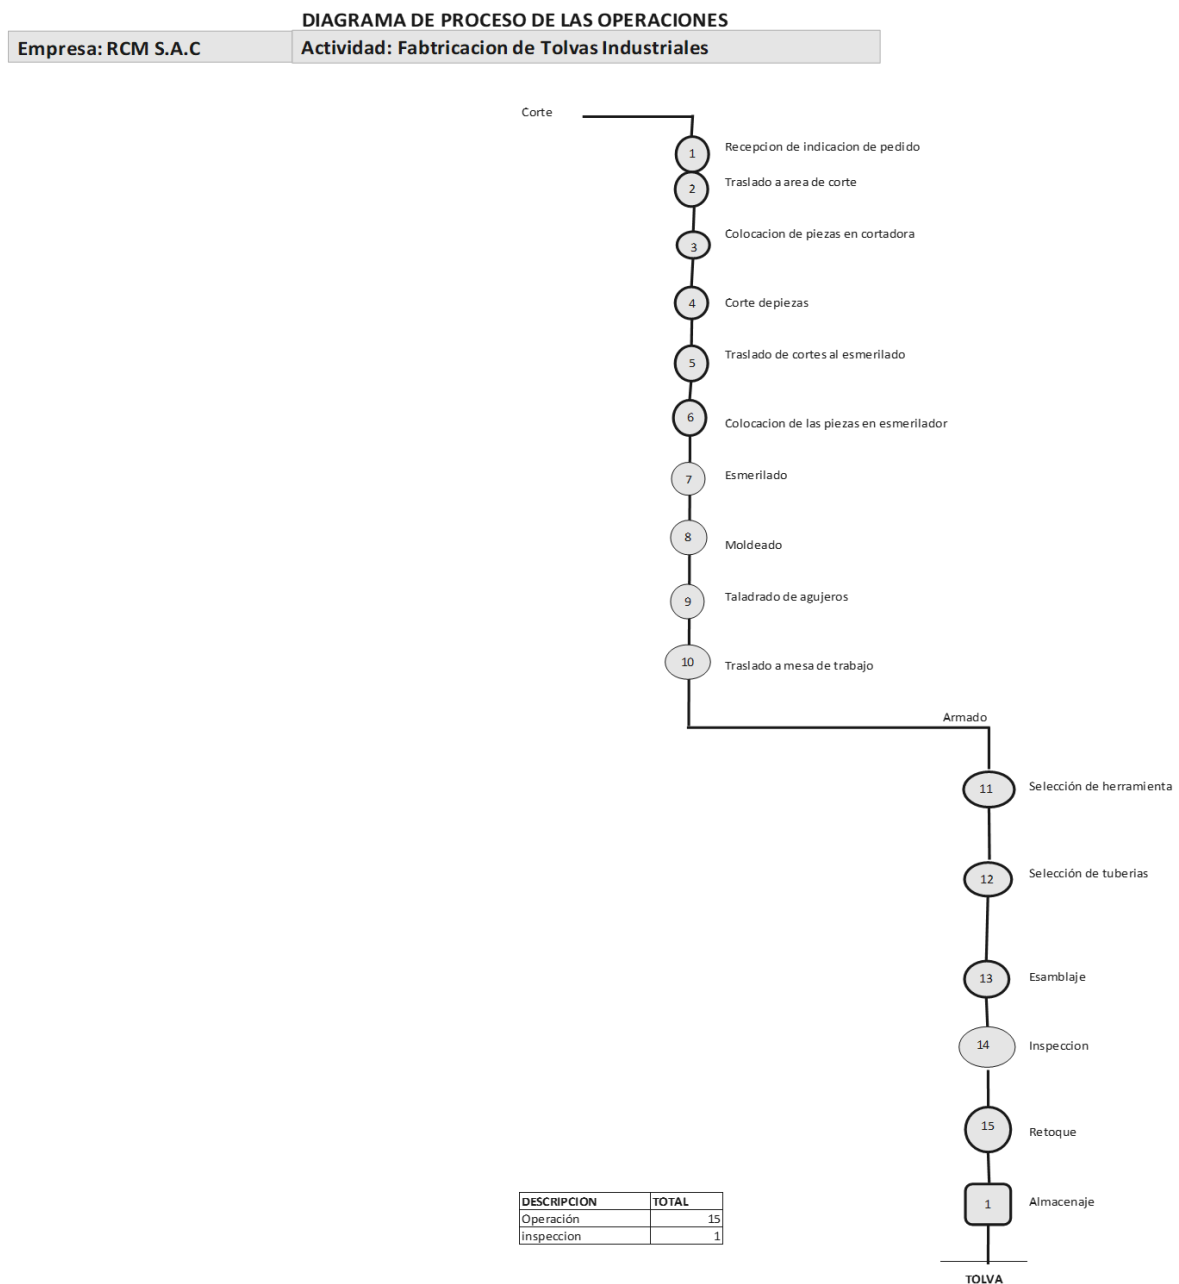 DIAGRAMA DE PROCESO DE LAS OPERACIONES
Empresa: RCM S.A.C
Actividad: Fabtricacion de Tolvas Industriales
Corte
1 Recepcion de indicacion de pedido
2 Traslado a area de corte
3 Colocacion de piezas en cortadora
4 Corte depiezas
5 Traslado de cortes al esmerilado
6 Colocacion de las piezas en esmerilador
7 Esmerilado
8 Moldeado
9 Taladrado de agujeros
10 Traslado a mesa de trabajo
Armado
11 Selección de herramienta
12 Selección de tuberias
13 Esamblaje
14 Inspeccion
15 Retoque
1 Almacenaje
DESCRIPCION TOTAL
Operación 15
inspeccion 1
TOLVA